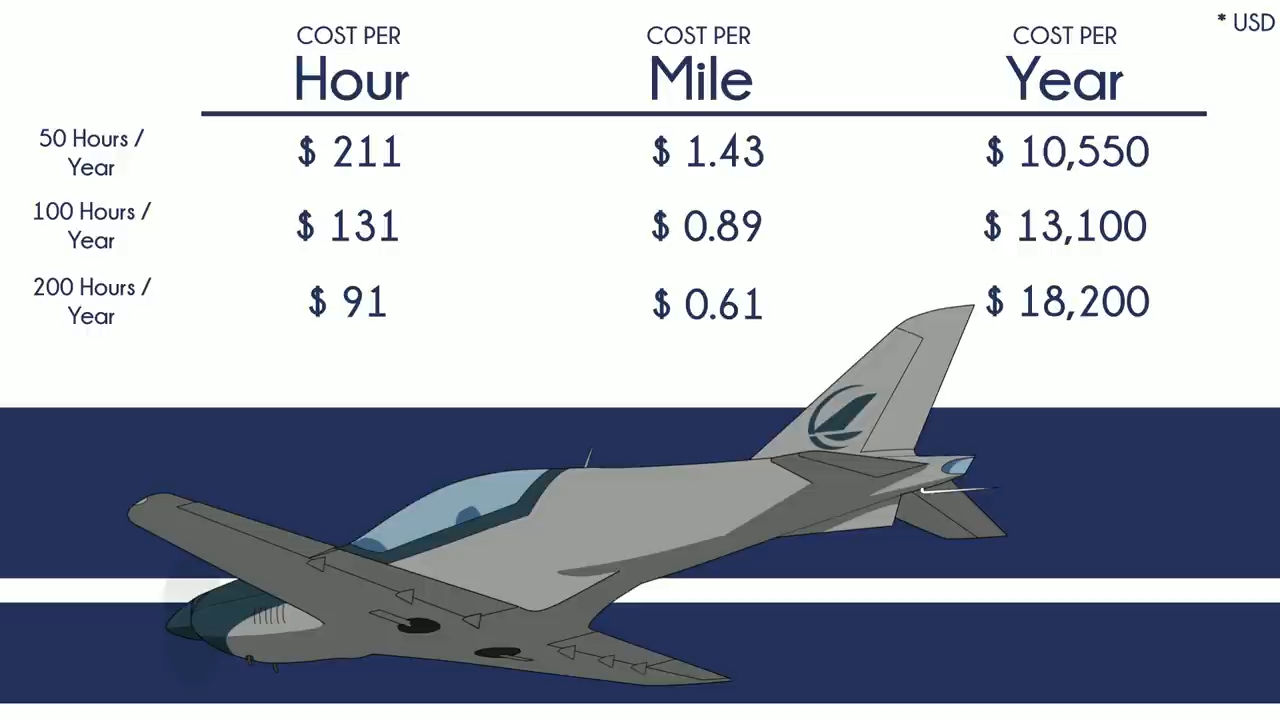 * USD
COST PER COST PER COST PER
Hour Mile Year
50 Hours /
Year
$ 211 $ 1.43 $ 10,550
100 Hours /
Year
$ 131 $ 0.89 $ 13,100
200 Hours /
Year
$ 91 $ 0.61 $ 18,200